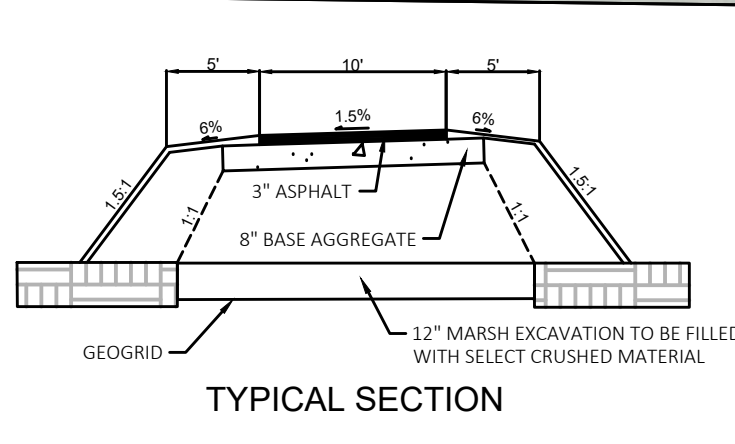 5'
10'
5'
6%
1.5%
6%
1.5:1
1.5:1
3" ASPHALT
1:1
1:1
8" BASE AGGREGATE
GEOGRID
12" MARSH EXCAVATION TO BE FILLED
WITH SELECT CRUSHED MATERIAL
TYPICAL SECTION